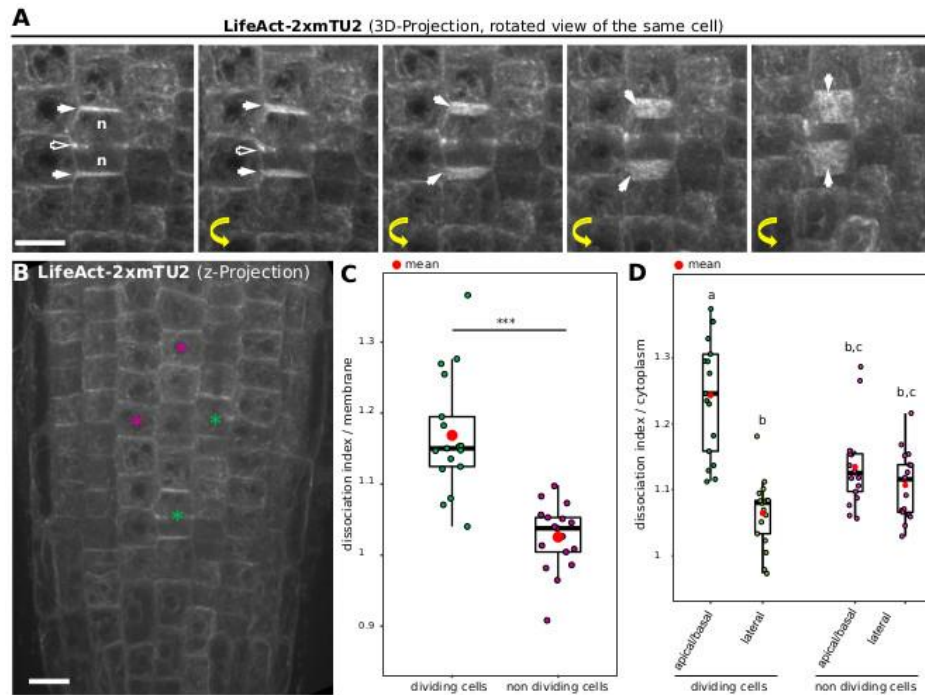 A
LifeAct-2xmTU2 (3D-Projection, rotated view of the same cell)
n
n
B LifeAct-2xmTU2 (z-Projection)
*
*
*
*
C
mean
***
dissociation index / membrane
1.3
1.2
1.1
1
0.9
dividing cells non dividing cells
D
mean
a
b
b,c
b,c
dissociation index / cytoplasm
1.3
1.2
1.1
1
apical/basal
lateral
apical/basal
lateral
dividing cells
non dividing cells